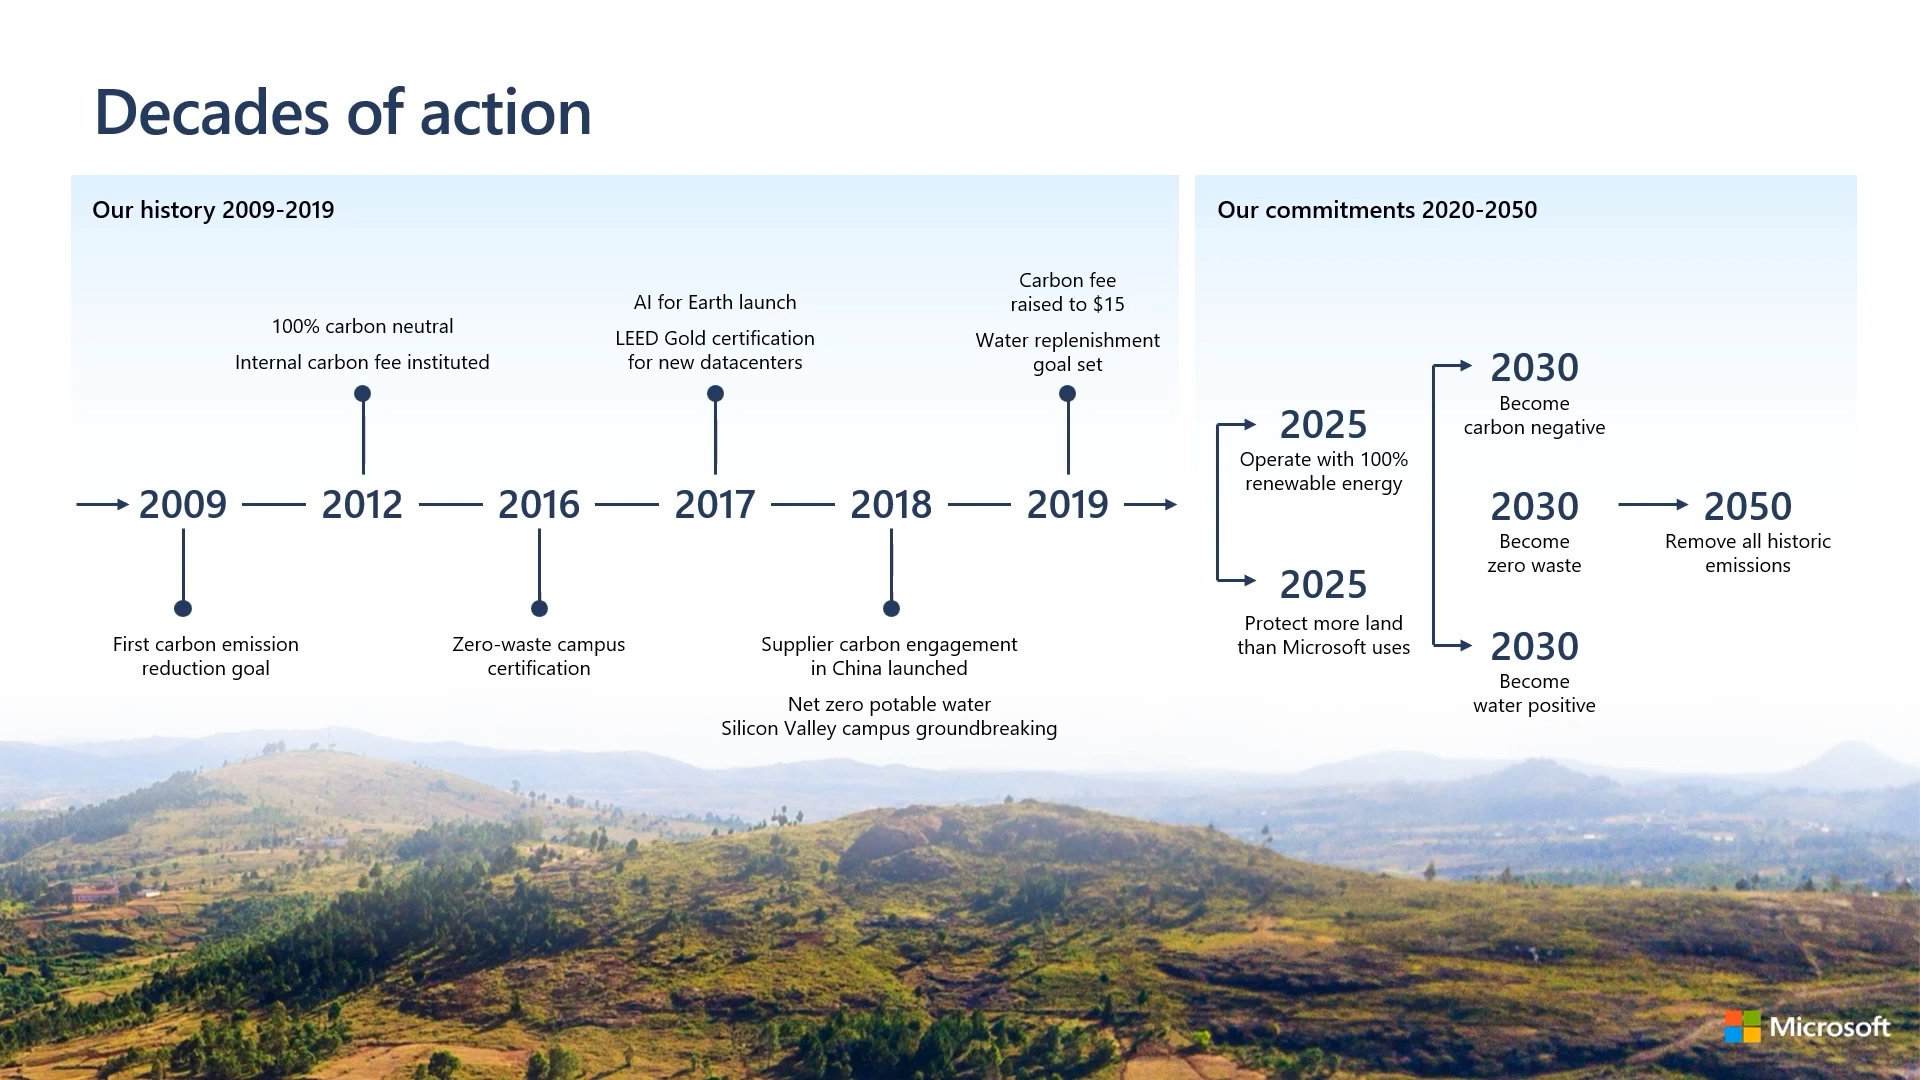 Decades of action
Our history 2009-2019
100% carbon neutral
Internal carbon fee instituted
AI for Earth launch
LEED Gold certification
for new datacenters
Carbon fee
raised to $15
Water replenishment
goal set
2009
2012
2016
2017
2018
2019
First carbon emission
reduction goal
Zero-waste campus
certification
Supplier carbon engagement
in China launched
Net zero potable water
Silicon Valley campus groundbreaking
Our commitments 2020-2050
2025
Operate with 100%
renewable energy
2025
Protect more land
than Microsoft uses
2030
Become
carbon negative
2030
Become
zero waste
2030
Become
water positive
2050
Remove all historic
emissions
Microsoft